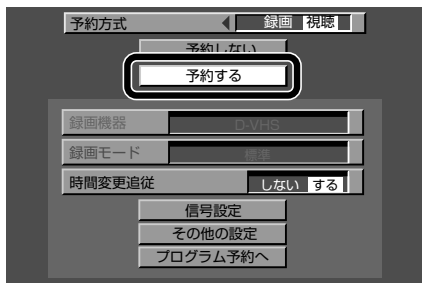 予約方式 録画 視聴
予約しない
予約する
録画機器 D-VHS
録画モード 標準
時間変更追従 しない する
信号設定
その他の設定
プログラム予約へ